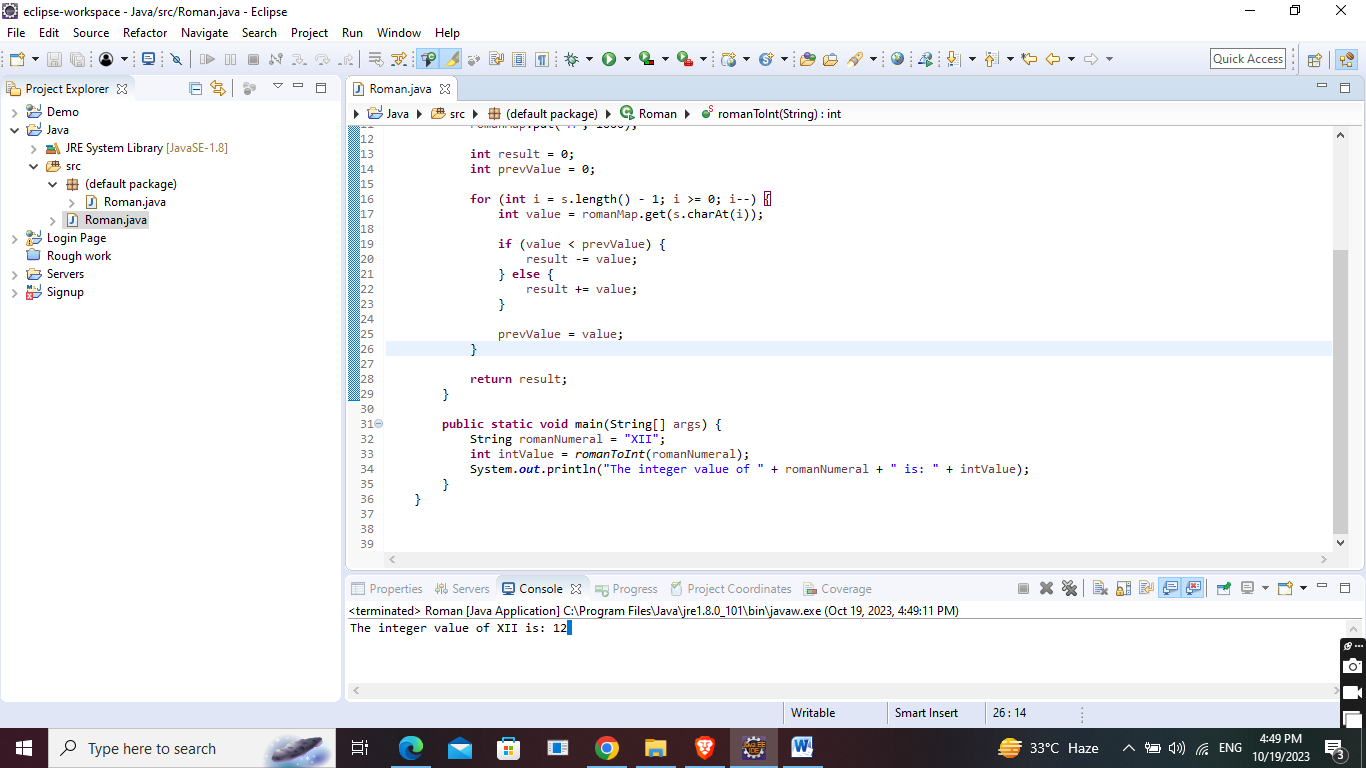 eclipse-workspace - Java/src/Roman.java - Eclipse
File Edit Source Refactor Navigate Search Project Run Window Help
Quick Access
Project Explorer
Demo
Java
JRE System Library [JavaSE-1.8]
src
(default package)
Roman.java
Roman.java
Login Page
Rough work
Servers
Signup
Roman.java
Java src (default package) Roman romanToInt(String) : int
12
13 int result = 0;
14 int prevValue = 0;
15
16 for (int i = s.length() - 1; i >= 0; i--) {
17 int value = romanMap.get(s.charAt(i));
18
19 if (value < prevValue) {
20 result -= value;
21 } else {
22 result += value;
23 }
24
25 prevValue = value;
26 }
27
28 return result;
29 }
30
31 public static void main(String[] args) {
32 String romanNumeral = "XII";
33 int intValue = romanToInt(romanNumeral);
34 System.out.println("The integer value of " + romanNumeral + " is: " + intValue);
35 }
36 }
37
38
39
Properties Servers Console Progress Project Coordinates Coverage
<terminated> Roman [Java Application] C:\Program Files\Java\jre1.8.0_101\bin\javaw.exe (Oct 19, 2023, 4:49:11 PM)
The integer value of XII is: 12
Writable Smart Insert 26 : 14
Type here to search
33°C Haze ENG 4:49 PM
10/19/2023
3